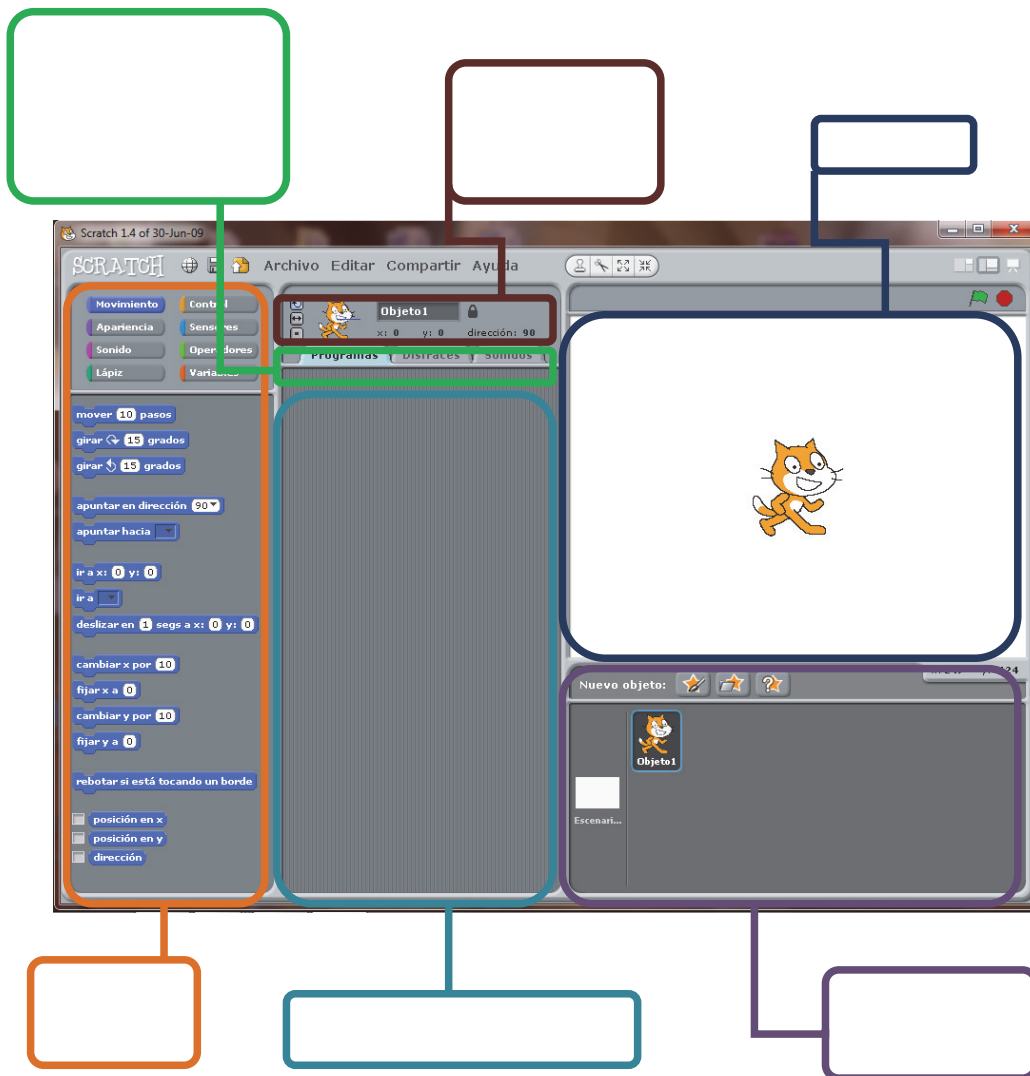 Scratch 1.4 of 30-Jun-09
SCRATCH Archivo Editar Compartir Ayuda
Movimiento Control
Apariencia Sensores
Sonido Operadores
Lápiz Variables
mover 10 pasos
girar 15 grados
girar 15 grados
apuntar en dirección 90
apuntar hacia
ir a x: 0 y: 0
ir a
deslizar en 1 segs a x: 0 y: 0
cambiar x por 10
fijar x a 0
cambiar y por 10
fijar y a 0
rebotar si está tocando un borde
posición en x
posición en y
dirección
Objeto1
x: 0 y: 0 dirección: 90
Programas Disfraces Sonidos
Nuevo objeto:
Objeto1
Escenari...